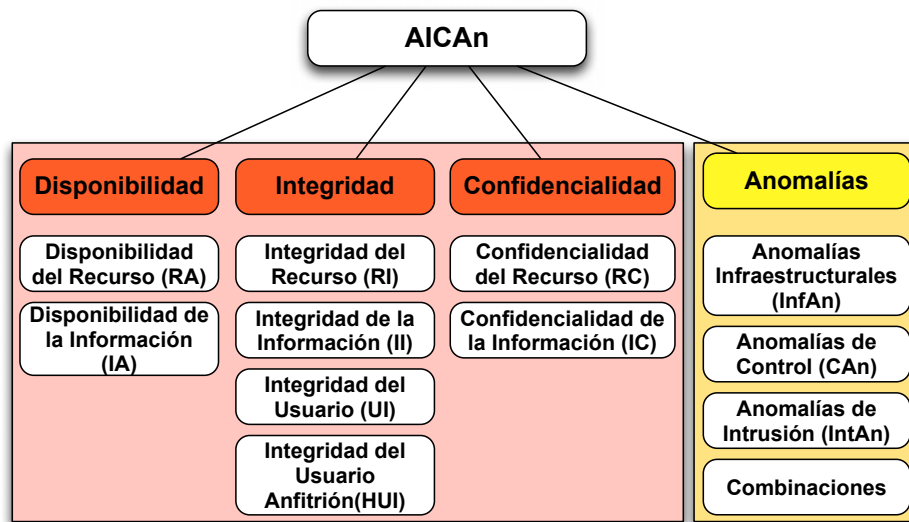 AICAn
Disponibilidad
Disponibilidad
del Recurso (RA)
Disponibilidad de
la Información
(IA)
Integridad
Integridad del
Recurso (RI)
Integridad de la
Información (II)
Integridad del
Usuario (UI)
Integridad del
Usuario
Anfitrión(HUI)
Confidencialidad
Confidencialidad
del Recurso (RC)
Confidencialidad de
la Información (IC)
Anomalías
Anomalías
Infraestructurales
(InfAn)
Anomalías de
Control (CAn)
Anomalías de
Intrusión (IntAn)
Combinaciones